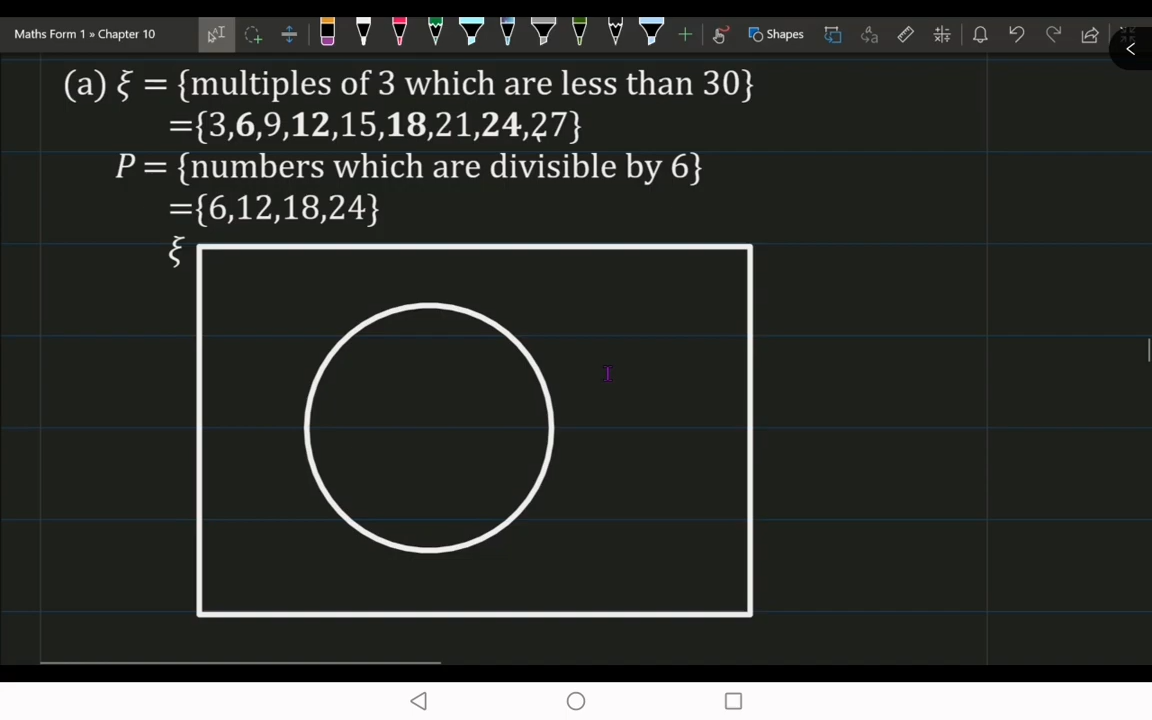 Maths Form 1 » Chapter 10
Shapes
(a) ξ = {multiples of 3 which are less than 30}
={3,6,9,12,15,18,21,24,27}
P = {numbers which are divisible by 6}
={6,12,18,24}
ξ